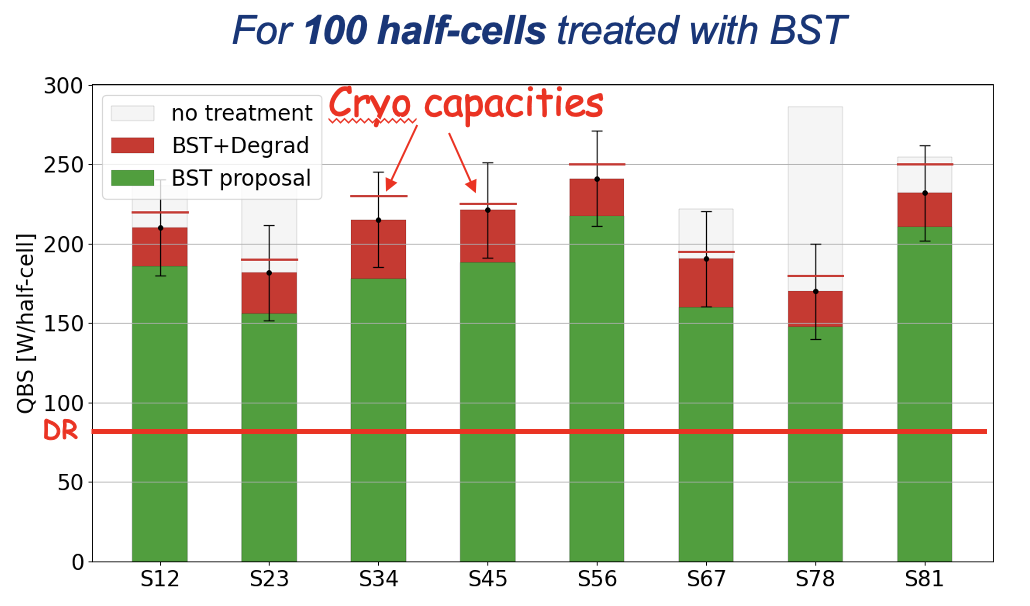 For 100 half-cells treated with BST
300
Cryo capacities
no treatment
BST+Degrad
BST proposal
250
200
150
100
DR
50
0
QBS [W/half-cell]
S12 S23 S34 S45 S56 S67 S78 S81